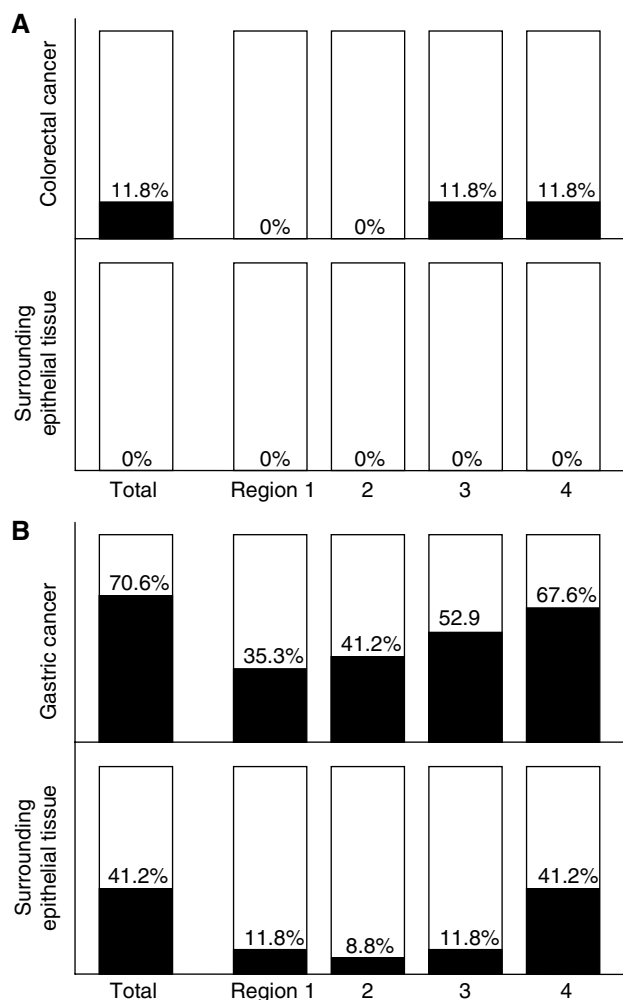 A
Colorectal cancer
11.8%
0%
0%
11.8%
11.8%
Surrounding
epithelial tissue
0%
0%
0%
0%
0%
Total
Region 1
2
3
4
B
Gastric cancer
70.6%
35.3%
41.2%
52.9
67.6%
Surrounding
epithelial tissue
41.2%
11.8%
8.8%
11.8%
41.2%
Total
Region 1
2
3
4